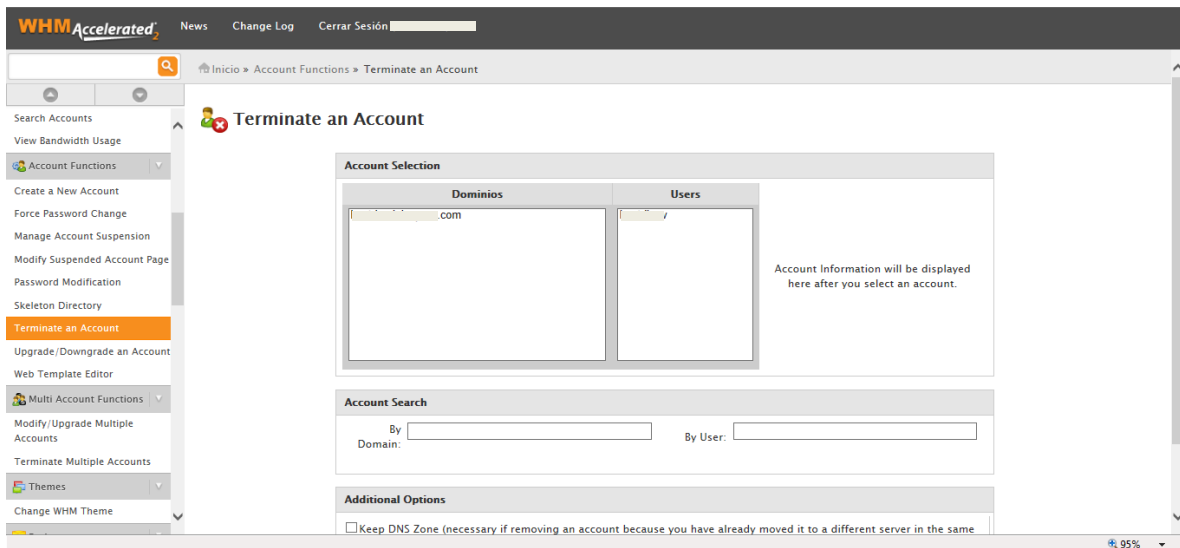 WHM Accelerated2 News Change Log Cerrar Sesión
Inicio » Account Functions » Terminate an Account
Search Accounts
View Bandwidth Usage
Account Functions
Create a New Account
Force Password Change
Manage Account Suspension
Modify Suspended Account Page
Password Modification
Skeleton Directory
Terminate an Account
Upgrade/Downgrade an Account
Web Template Editor
Multi Account Functions
Modify/Upgrade Multiple
Accounts
Terminate Multiple Accounts
Themes
Change WHM Theme
Terminate an Account
Account Selection
Dominios Users
.com
Account Information will be displayed
here after you select an account.
Account Search
By
Domain:
By User:
Additional Options
Keep DNS Zone (necessary if removing an account because you have already moved it to a different server in the same
95%